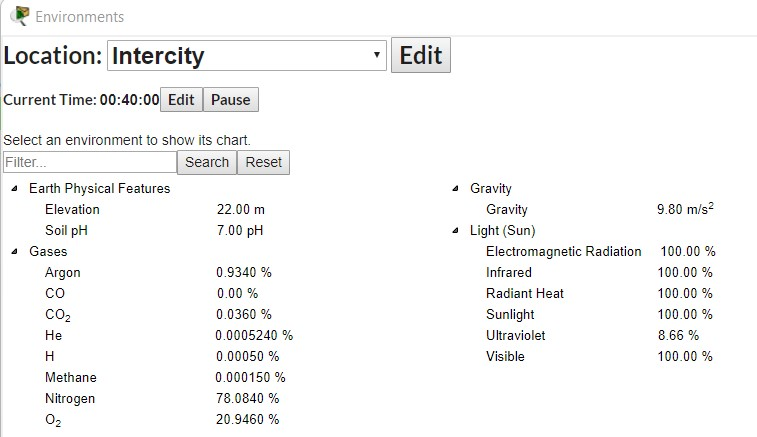 Environments
Location: Intercity Edit
Current Time: 00:40:00 Edit Pause
Select an environment to show its chart.
Filter... Search Reset
Earth Physical Features
Elevation 22.00 m
Soil pH 7.00 pH
Gases
Argon 0.9340 %
CO 0.00 %
CO2 0.0360 %
He 0.0005240 %
H 0.00050 %
Methane 0.000150 %
Nitrogen 78.0840 %
O2 20.9460 %
Gravity
Gravity 9.80 m/s2
Light (Sun)
Electromagnetic Radiation 100.00 %
Infrared 100.00 %
Radiant Heat 100.00 %
Sunlight 100.00 %
Ultraviolet 8.66 %
Visible 100.00 %